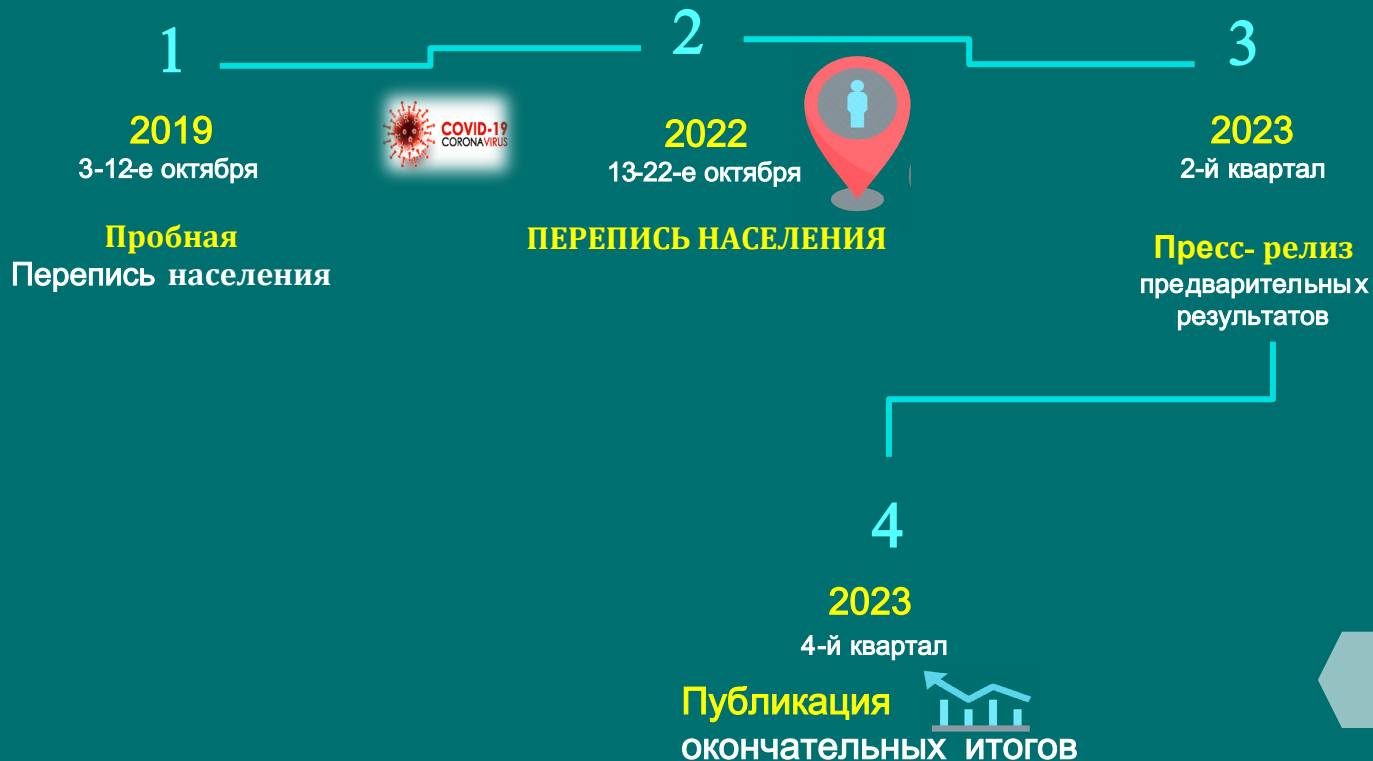 1
2019
3-12-е октября
Пробная
Перепись населения
COVID-19
CORONAVIRUS
2
2022
13-22-е октября
ПЕРЕПИСЬ НАСЕЛЕНИЯ
3
2023
2-й квартал
Пресс- релиз
предварительных
результатов
4
2023
4-й квартал
Публикация
окончательных итогов